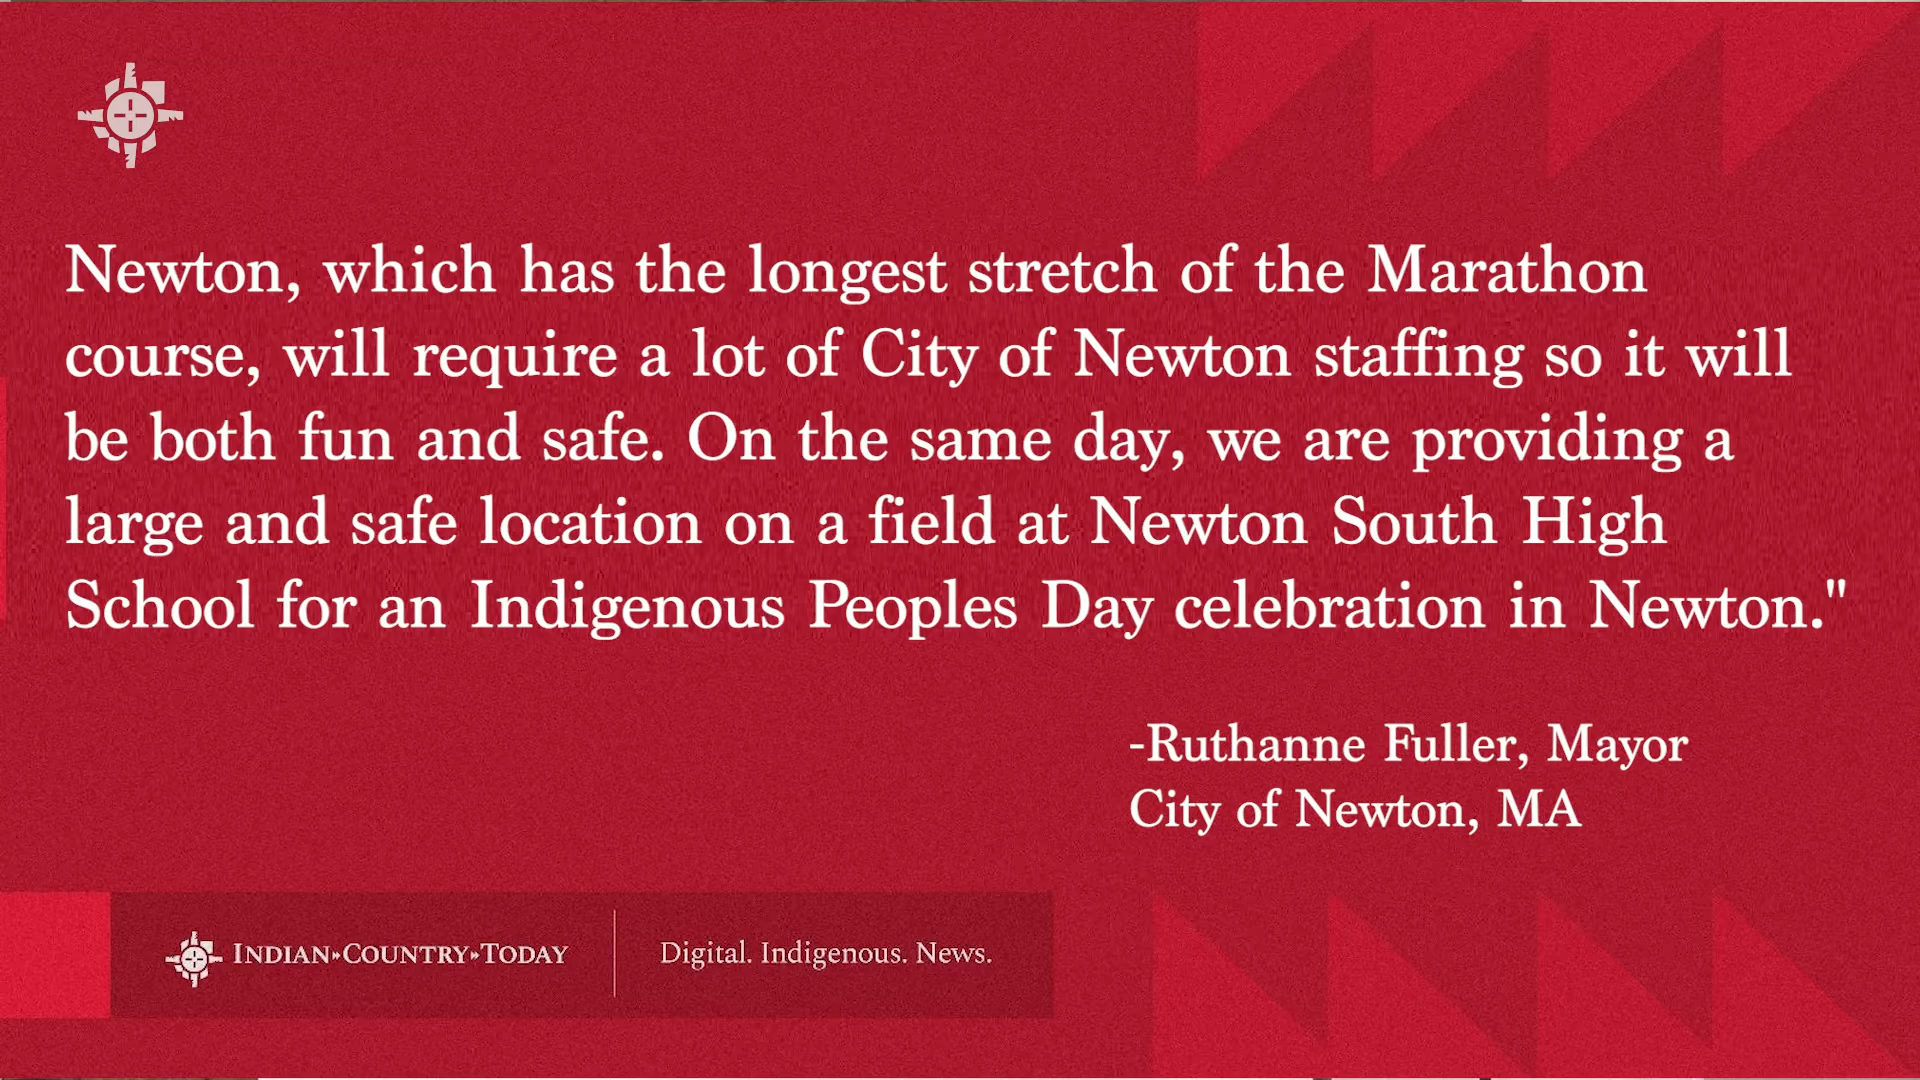 Newton, which has the longest stretch of the Marathon
course, will require a lot of City of Newton staffing so it will
be both fun and safe. On the same day, we are providing a
large and safe location on a field at Newton South High
School for an Indigenous Peoples Day celebration in Newton."
-Ruthanne Fuller, Mayor
City of Newton, MA
INDIAN▸COUNTRY▸TODAY
Digital. Indigenous. News.